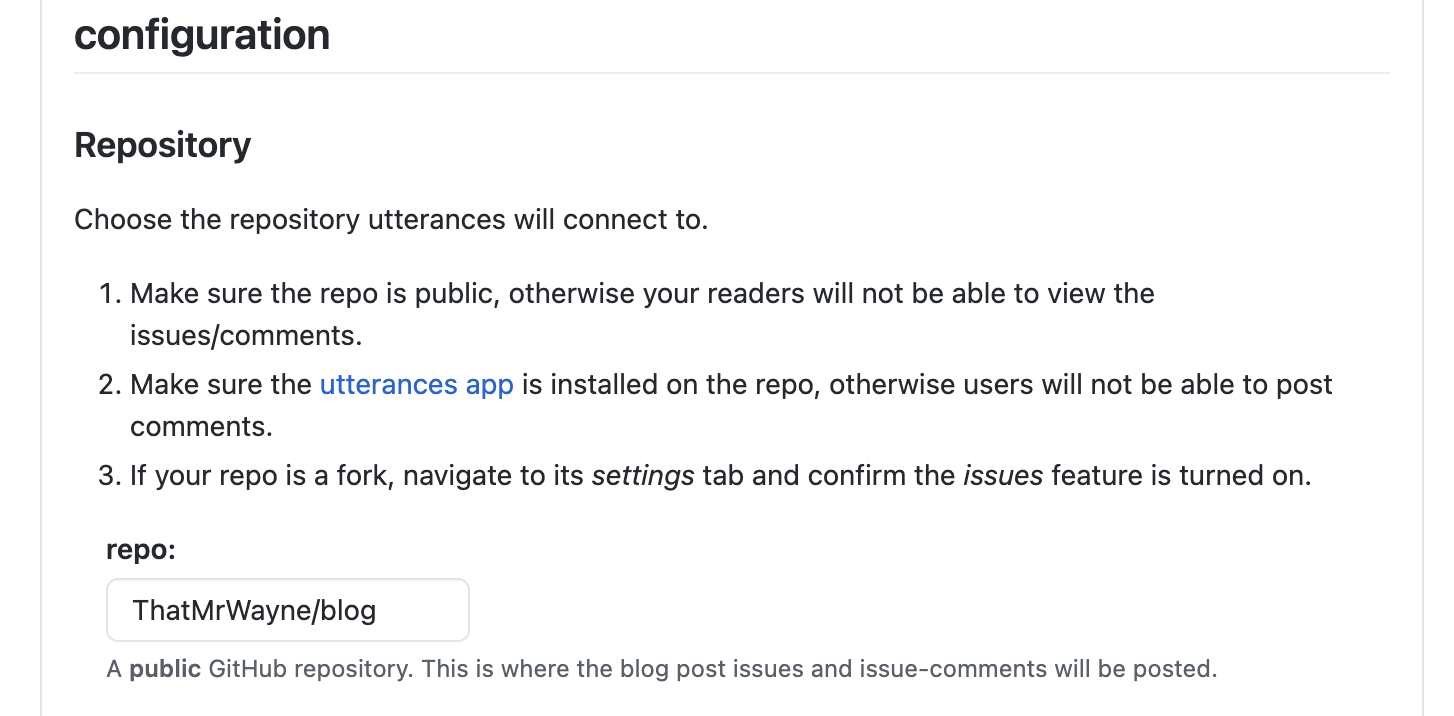 configuration
Repository
Choose the repository utterances will connect to.
1. Make sure the repo is public, otherwise your readers will not be able to view the
issues/comments.
2. Make sure the utterances app is installed on the repo, otherwise users will not be able to post
comments.
3. If your repo is a fork, navigate to its settings tab and confirm the issues feature is turned on.
repo:
ThatMrWayne/blog
A public GitHub repository. This is where the blog post issues and issue-comments will be posted.